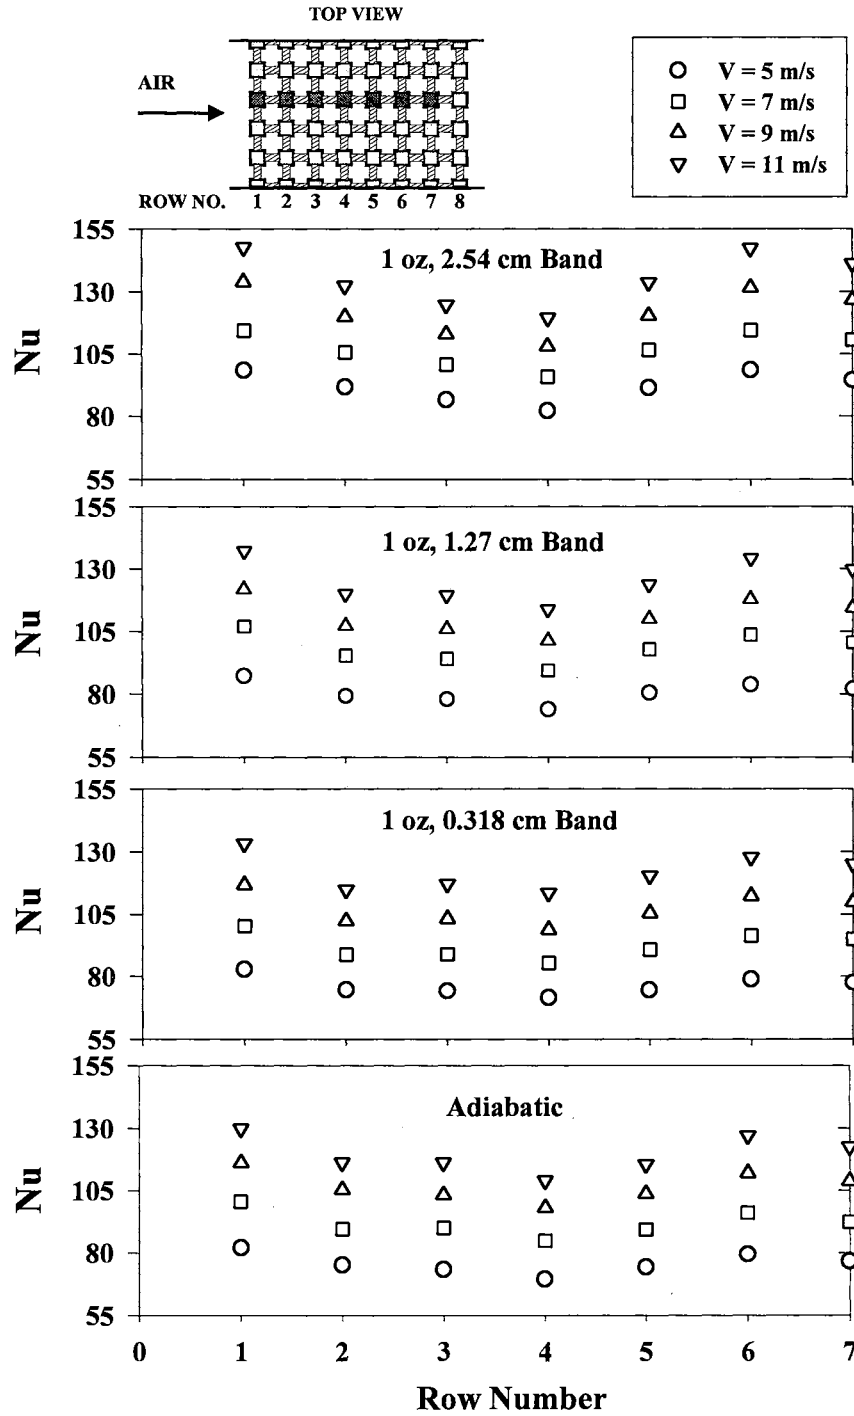 TOP VIEW
AIR
ROW NO. 1 2 3 4 5 6 7 8
V = 5 m/s
V = 7 m/s
V = 9 m/s
V = 11 m/s
1 oz, 2.54 cm Band
Nu
155
130
105
80
55
1 oz, 1.27 cm Band
Nu
155
130
105
80
55
1 oz, 0.318 cm Band
Nu
155
130
105
80
55
Adiabatic
Nu
155
130
105
80
55
0 1 2 3 4 5 6 7
Row Number